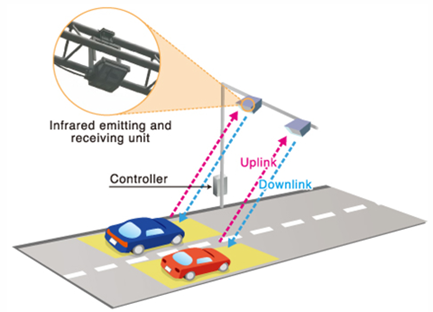 Infrared emitting and
receiving unit
Uplink
Controller
Downlink